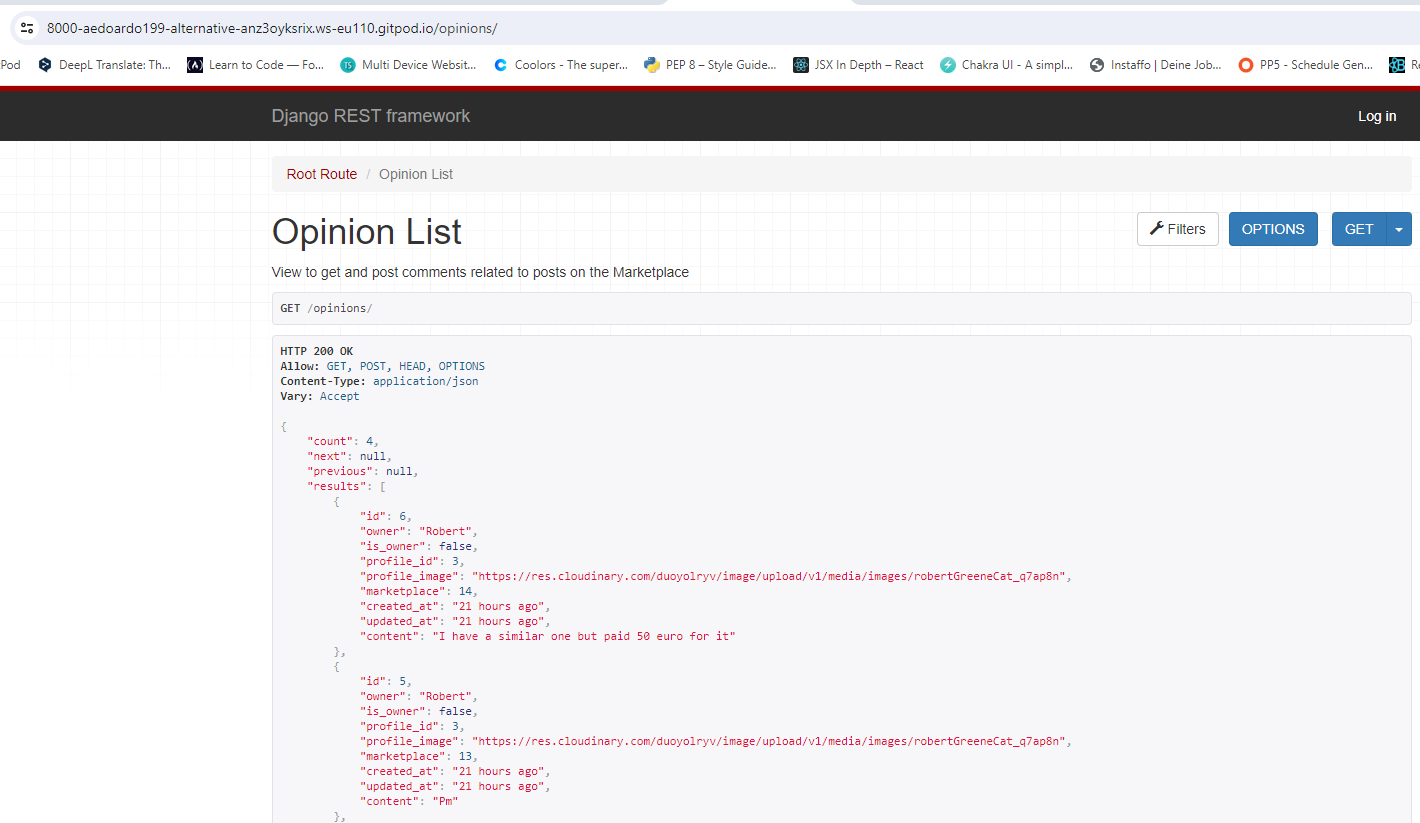 8000-aedoardo199-alternative-anz3oyksrix.ws-eu110.gitpod.io/opinions/
Pod DeepL Translate: Th... Learn to Code — Fo... Multi Device Websit... Coolors - The super... PEP 8 – Style Guide... JSX In Depth – React Chakra UI - A simpl... Instaffo | Deine Job... PP5 - Schedule Gen...
Django REST framework Log in
Root Route / Opinion List
Opinion List Filters OPTIONS GET
View to get and post comments related to posts on the Marketplace
GET /opinions/
HTTP 200 OK
Allow: GET, POST, HEAD, OPTIONS
Content-Type: application/json
Vary: Accept
{
"count": 4,
"next": null,
"previous": null,
"results": [
{
"id": 6,
"owner": "Robert",
"is_owner": false,
"profile_id": 3,
"profile_image": "https://res.cloudinary.com/duoyolryv/image/upload/v1/media/images/robertGreeneCat_q7ap8n",
"marketplace": 14,
"created_at": "21 hours ago",
"updated_at": "21 hours ago",
"content": "I have a similar one but paid 50 euro for it"
},
{
"id": 5,
"owner": "Robert",
"is_owner": false,
"profile_id": 3,
"profile_image": "https://res.cloudinary.com/duoyolryv/image/upload/v1/media/images/robertGreeneCat_q7ap8n",
"marketplace": 13,
"created_at": "21 hours ago",
"updated_at": "21 hours ago",
"content": "Pm"
},